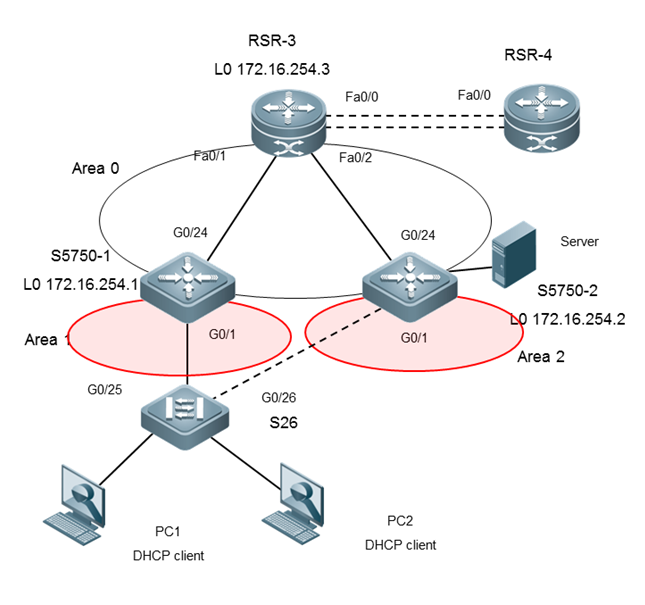 RSR-3
L0 172.16.254.3
RSR-4
Fa0/0
Fa0/0
Area 0
Fa0/1
Fa0/2
G0/24
G0/24
Server
S5750-1
L0 172.16.254.1
S5750-2
L0 172.16.254.2
Area 1
G0/1
G0/1
Area 2
G0/25
G0/26
S26
PC1
DHCP client
PC2
DHCP client